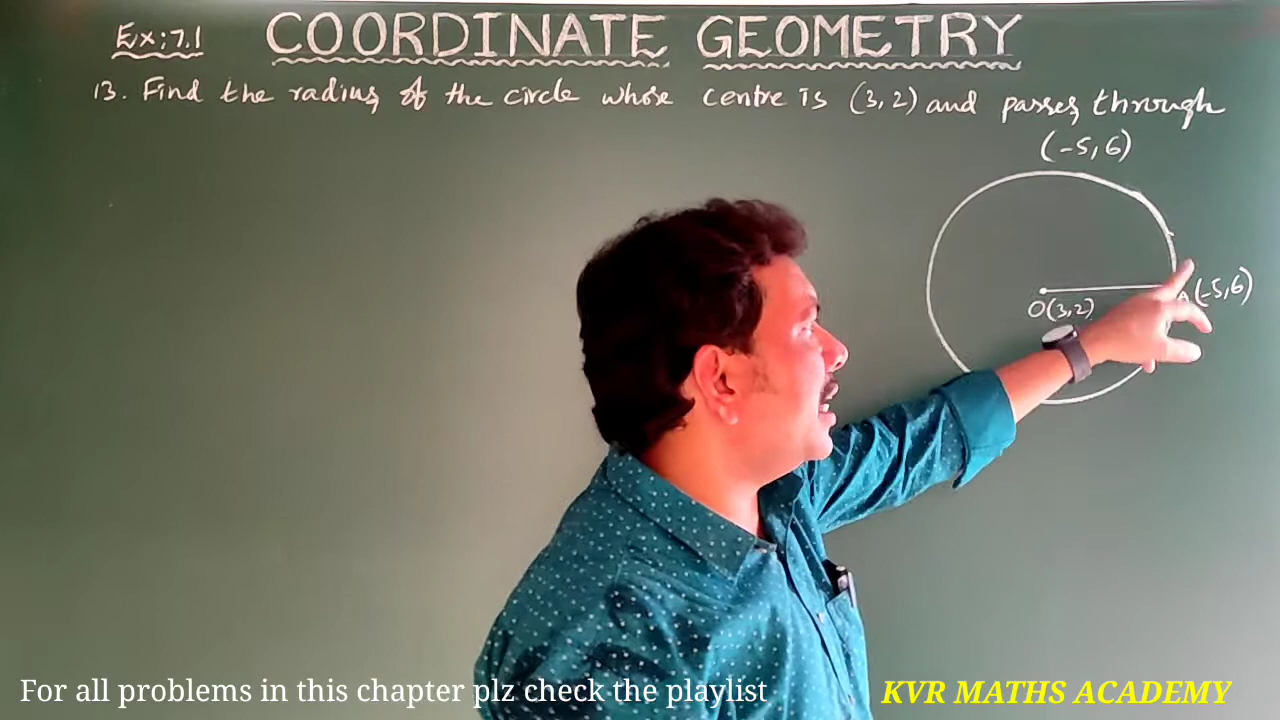 Ex:7.1 COORDINATE GEOMETRY
13. Find the radius of the circle whose centre is (3,2) and passes through
(-5,6)
A(-5,6)
O(3,2)
For all problems in this chapter plz check the playlist
KVR MATHS ACADEMY